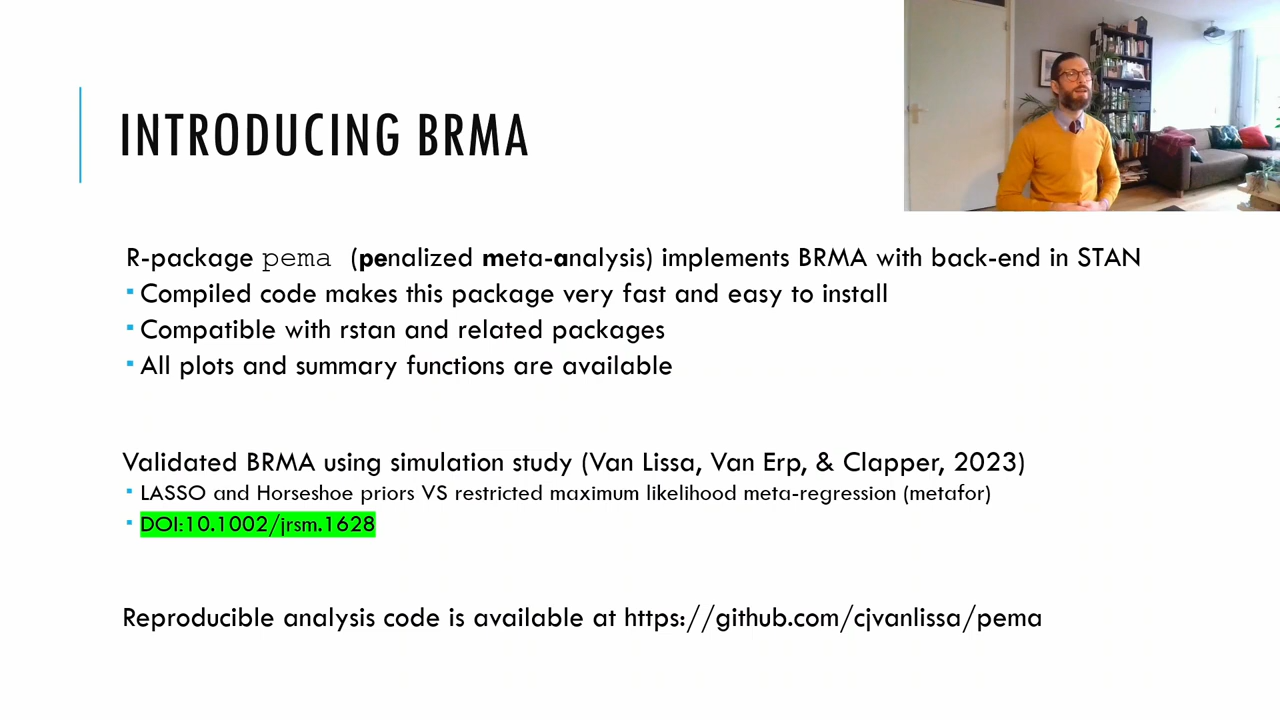 INTRODUCING BRMA
R-package pema (penalized meta-analysis) implements BRMA with back-end in STAN
Compiled code makes this package very fast and easy to install
Compatible with rstan and related packages
All plots and summary functions are available
Validated BRMA using simulation study (Van Lissa, Van Erp, & Clapper, 2023)
LASSO and Horseshoe priors VS restricted maximum likelihood meta-regression (metafor)
DOI:10.1002/jrsm.1628
Reproducible analysis code is available at https://github.com/cjvanlissa/pema